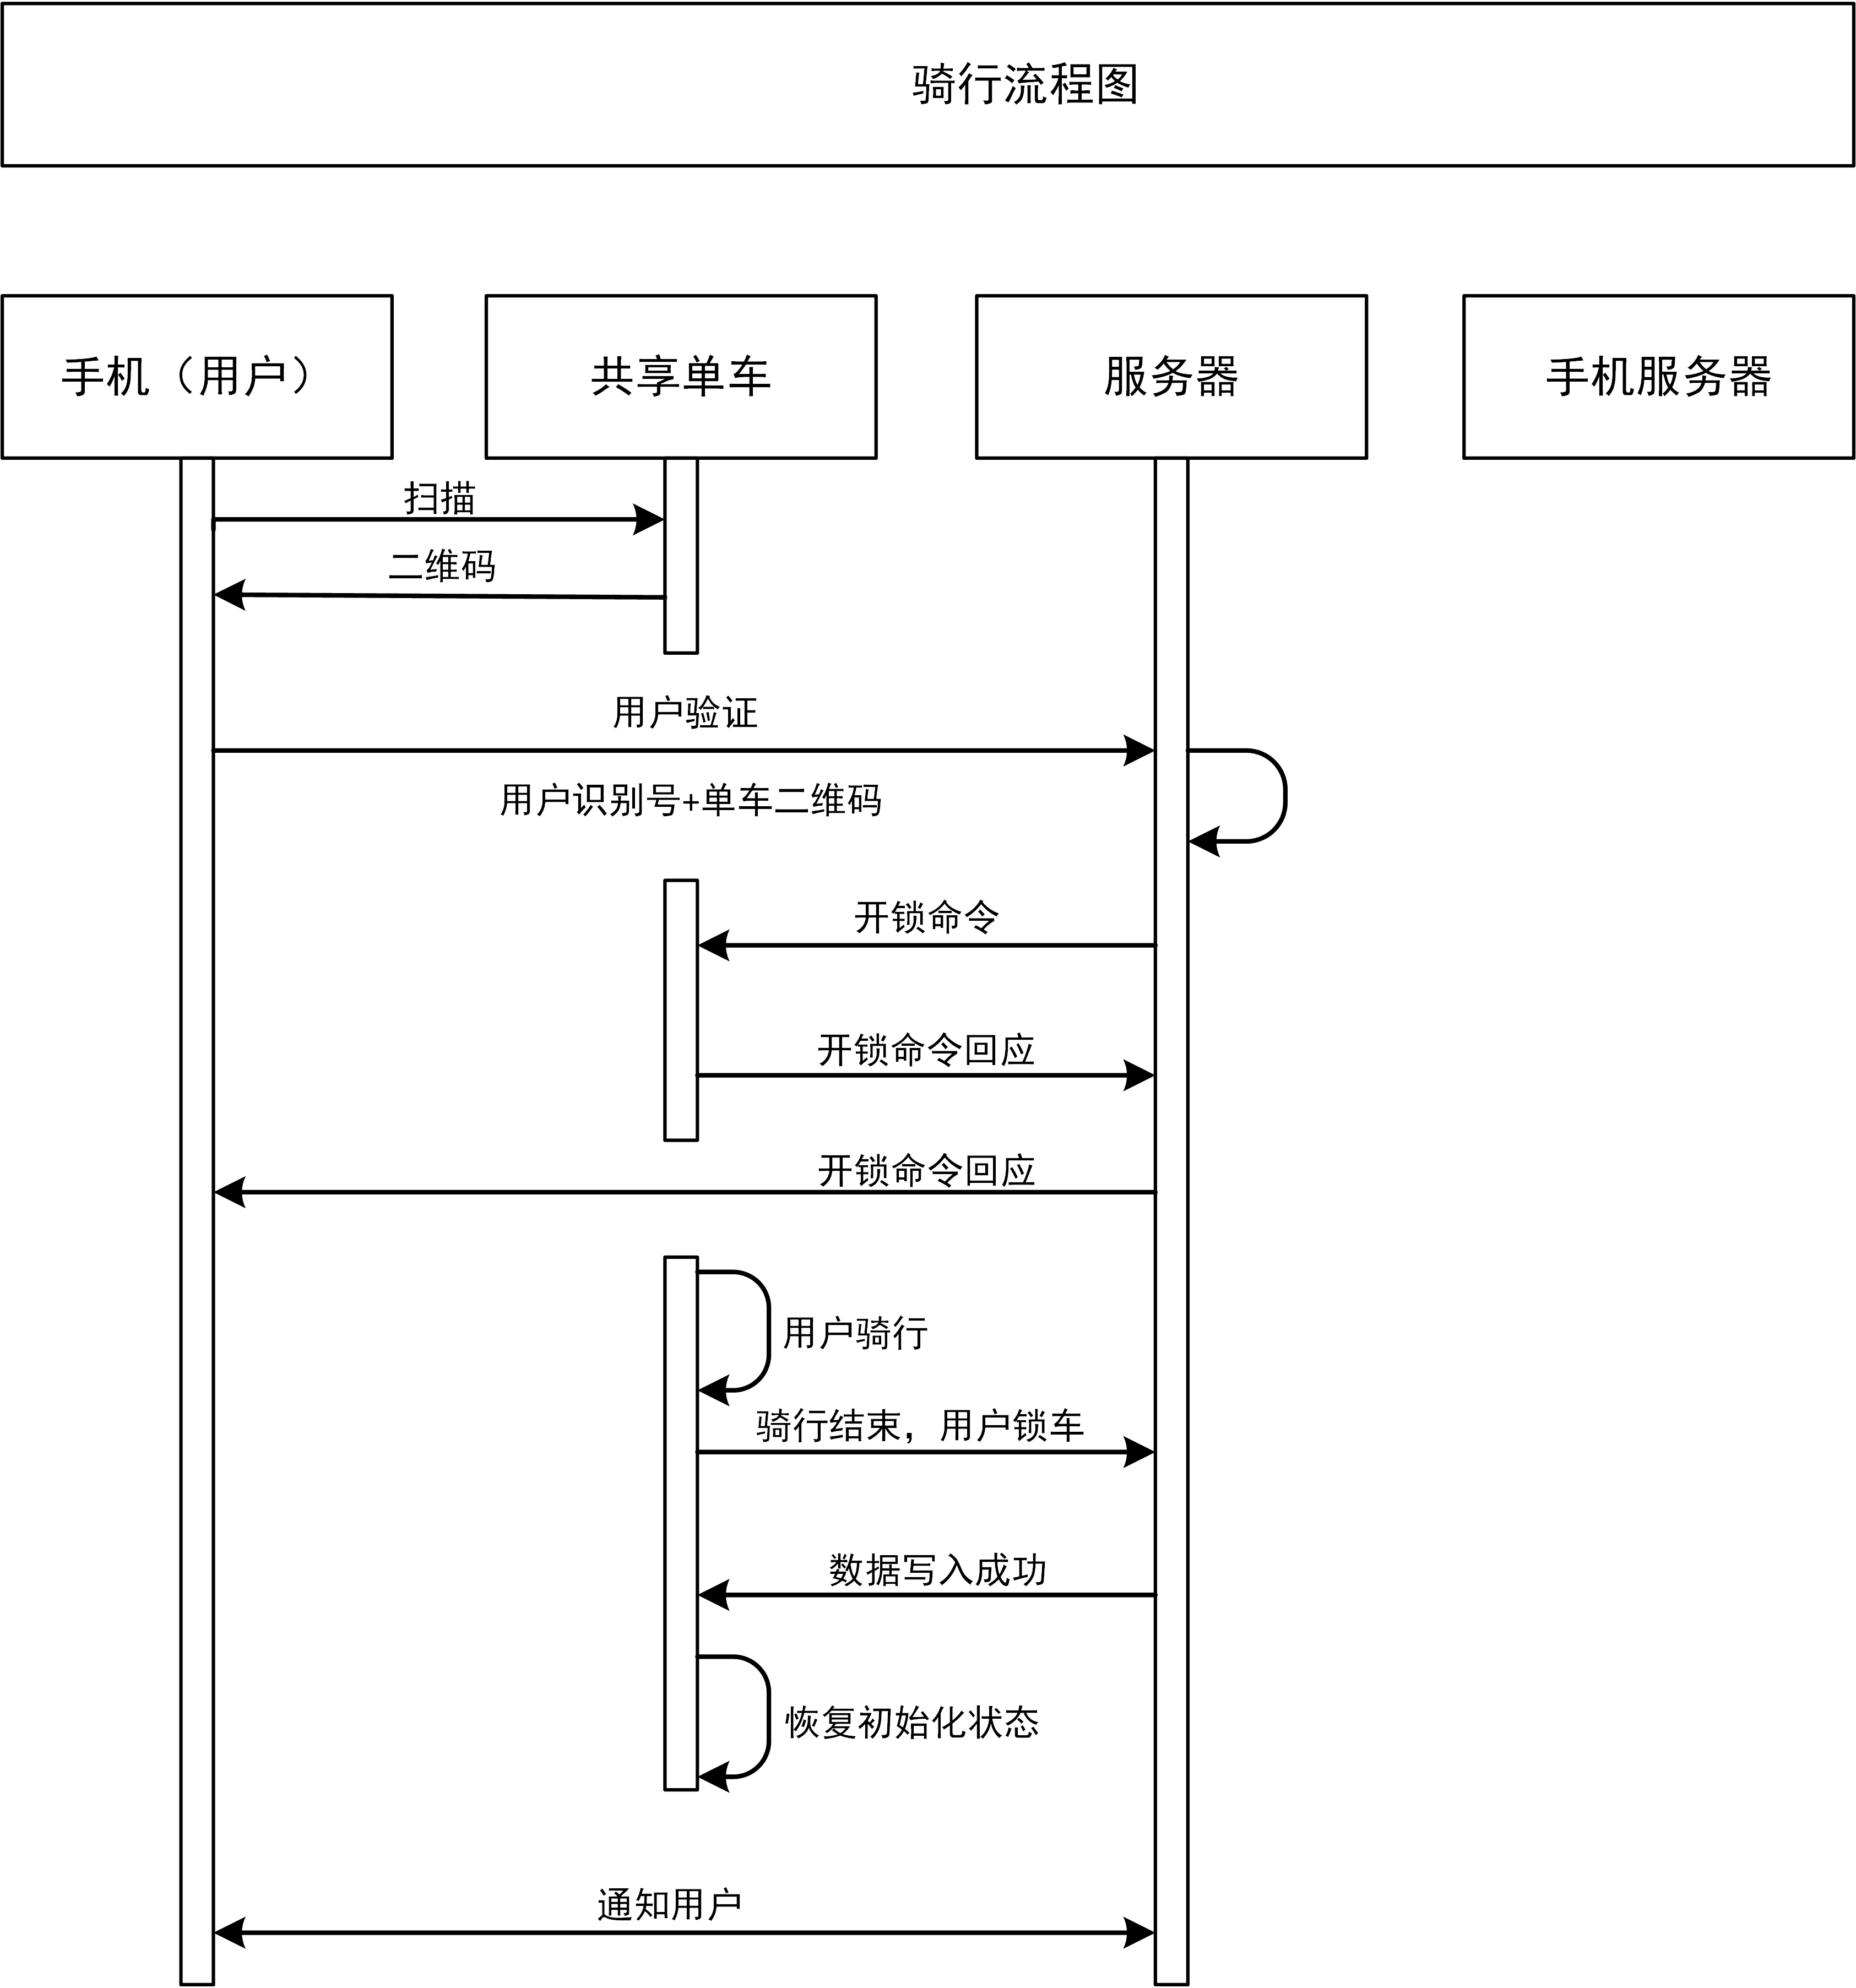 骑行流程图
手机（用户）
共享单车
服务器
手机服务器
扫描
二维码
用户验证
用户识别号+单车二维码
开锁命令
开锁命令回应
开锁命令回应
用户骑行
骑行结束，用户锁车
数据写入成功
恢复初始化状态
通知用户